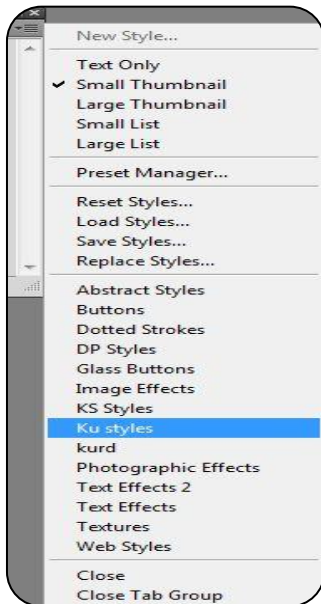 New Style...
Text Only
Small Thumbnail
Large Thumbnail
Small List
Large List
Preset Manager...
Reset Styles...
Load Styles...
Save Styles...
Replace Styles...
Abstract Styles
Buttons
Dotted Strokes
DP Styles
Glass Buttons
Image Effects
KS Styles
Ku styles
kurd
Photographic Effects
Text Effects 2
Text Effects
Textures
Web Styles
Close
Close Tab Group